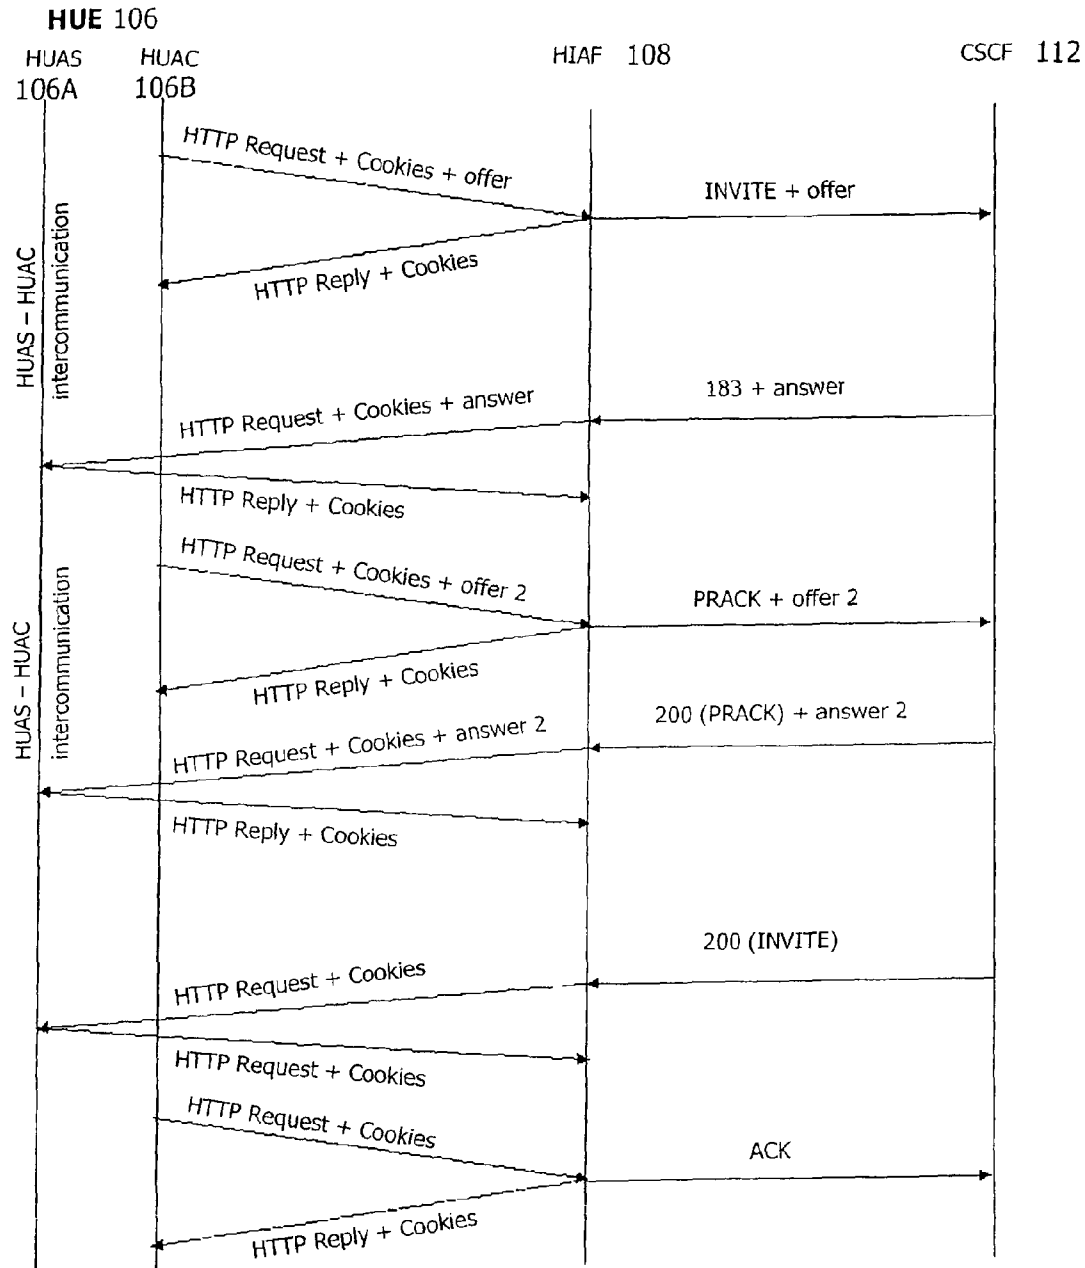 HUE 106
HUAS HUAC HIAF 108 CSCF 112
106A 106B
HTTP Request + Cookies + offer
INVITE + offer
HTTP Reply + Cookies
HUAS – HUAC
intercommunication
183 + answer
HTTP Request + Cookies + answer
HTTP Reply + Cookies
HTTP Request + Cookies + offer 2
PRACK + offer 2
HTTP Reply + Cookies
HUAS – HUAC
intercommunication
200 (PRACK) + answer 2
HTTP Request + Cookies + answer 2
HTTP Reply + Cookies
200 (INVITE)
HTTP Request + Cookies
HTTP Request + Cookies
HTTP Request + Cookies
ACK
HTTP Reply + Cookies